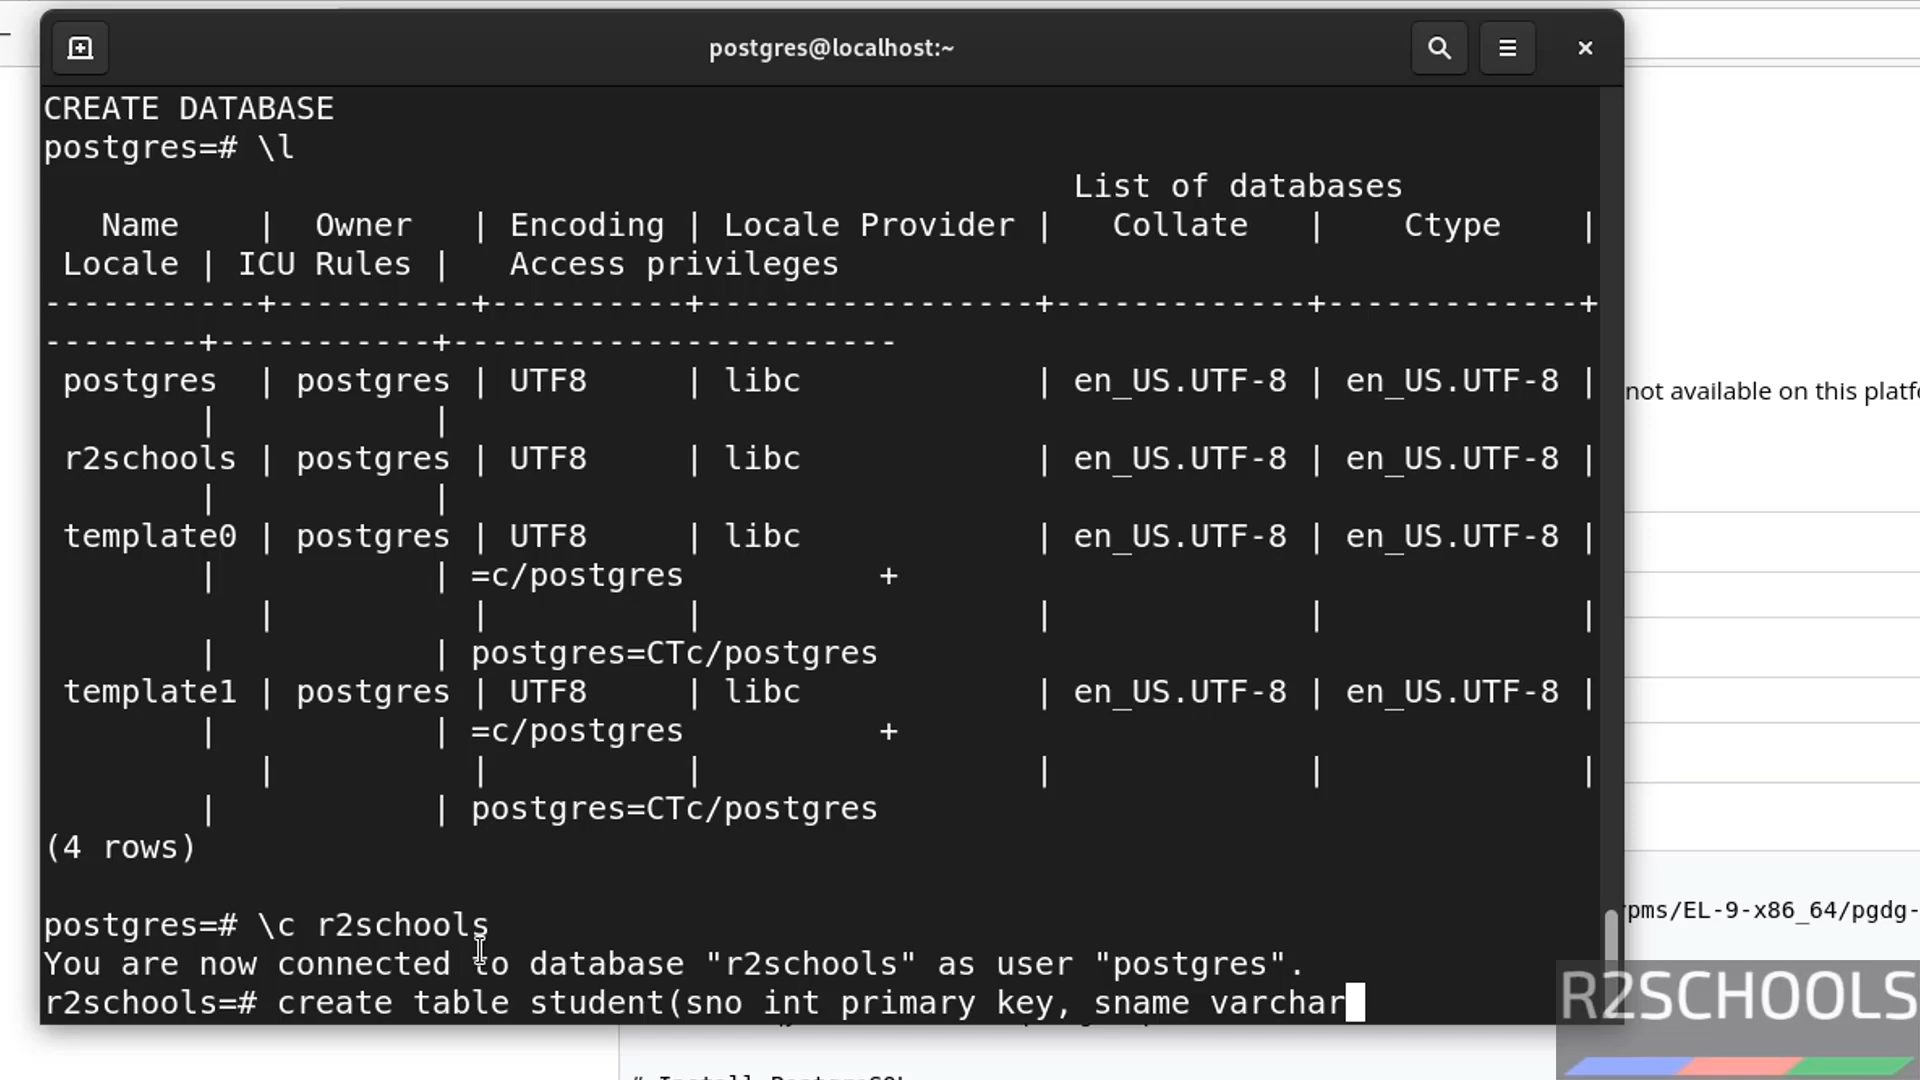 postgres@localhost:~
CREATE DATABASE
postgres=# \l
List of databases
Name | Owner | Encoding | Locale Provider | Collate | Ctype |
Locale | ICU Rules | Access privileges
-----------+----------+----------+-----------------+-------------+-------------+
--------+-----------+-----------------------
postgres | postgres | UTF8 | libc | en_US.UTF-8 | en_US.UTF-8 |
| |
r2schools | postgres | UTF8 | libc | en_US.UTF-8 | en_US.UTF-8 |
| |
template0 | postgres | UTF8 | libc | en_US.UTF-8 | en_US.UTF-8 |
| | =c/postgres +
| | | | | |
| | postgres=CTc/postgres
template1 | postgres | UTF8 | libc | en_US.UTF-8 | en_US.UTF-8 |
| | =c/postgres +
| | | | | |
| | postgres=CTc/postgres
(4 rows)
postgres=# \c r2schools
You are now connected to database "r2schools" as user "postgres".
r2schools=# create table student(sno int primary key, sname varchar
not available on this platf
rpms/EL-9-x86_64/pgdg-
R2SCHOOLS
# Install PostgreSQL